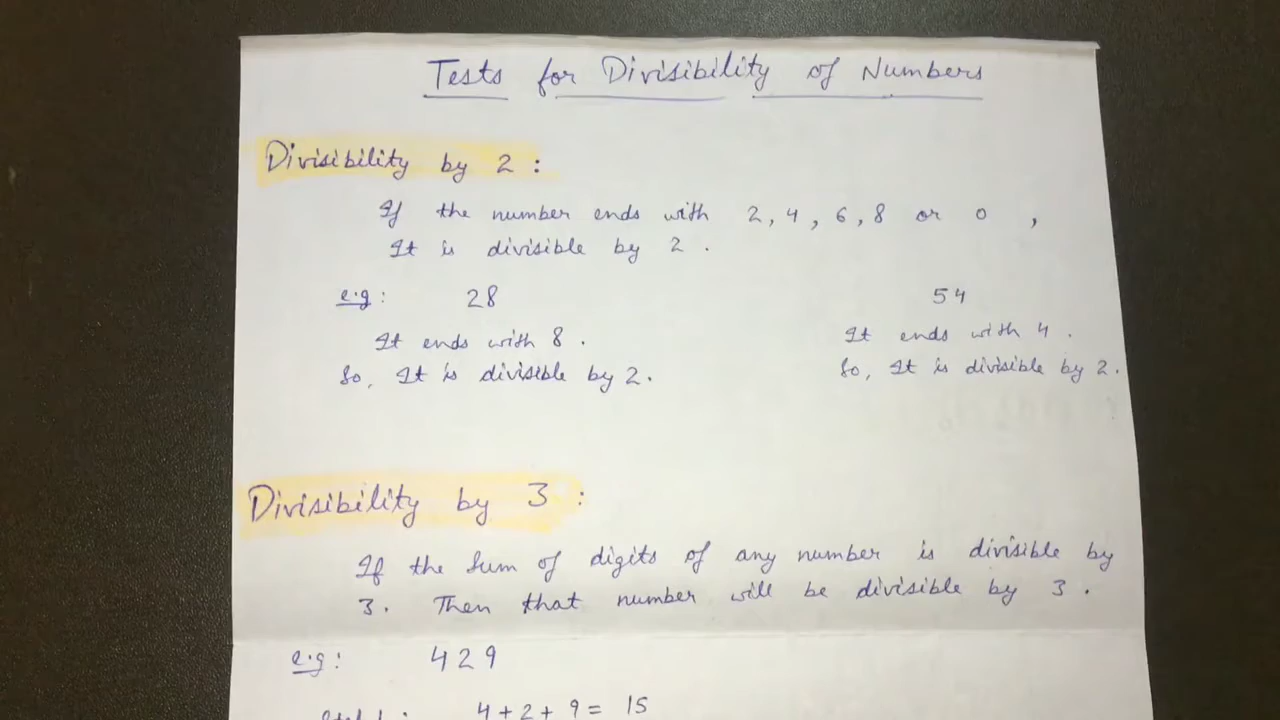 Tests for Divisibility of Numbers
Divisibility by 2 :
If the number ends with 2, 4, 6, 8 or 0 ,
It is divisible by 2 .
e.g : 28 54
It ends with 8 . It ends with 4 .
So, It is divisible by 2. So, It is divisible by 2.
Divisibility by 3 :
If the Sum of digits of any number is divisible by
3. Then that number will be divisible by 3 .
e.g : 429
4 + 2 + 9 = 15